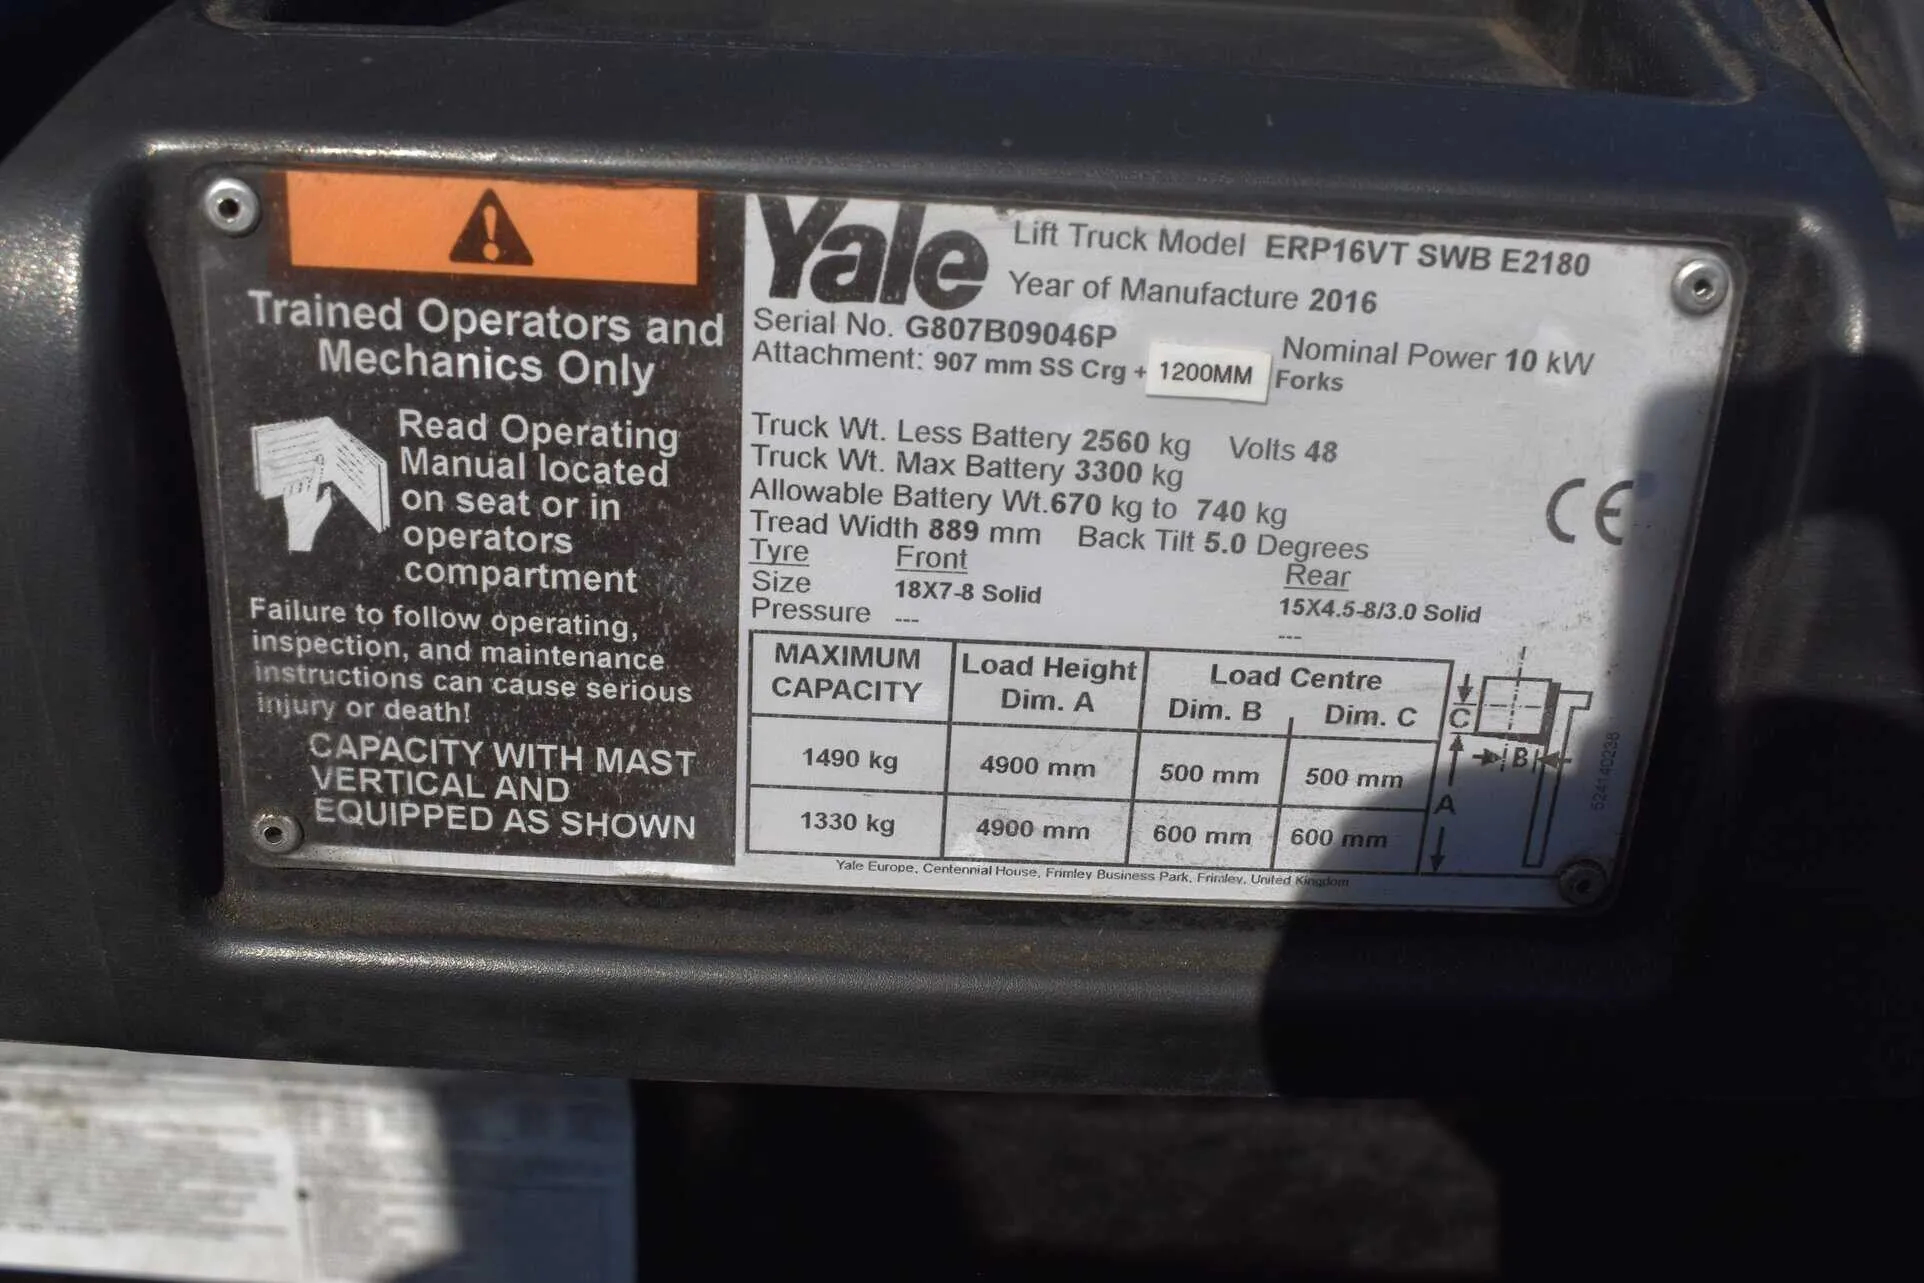 Trained Operators and
Mechanics Only
Read Operating
Manual located
on seat or in
operators
compartment
Failure to follow operating,
inspection, and maintenance
instructions can cause serious
injury or death!
CAPACITY WITH MAST
VERTICAL AND
EQUIPPED AS SHOWN
Yale
Lift Truck Model ERP16VT SWB E2180
Year of Manufacture 2016
Serial No. G807B09046P
Nominal Power 10 kW
Attachment: 907 mm SS Crg + 1200MM Forks
Truck Wt. Less Battery 2560 kg Volts 48
Truck Wt. Max Battery 3300 kg
Allowable Battery Wt.670 kg to 740 kg
Tread Width 889 mm Back Tilt 5.0 Degrees
Tyre Front Rear
Size 18X7-8 Solid 15X4.5-8/3.0 Solid
Pressure --- ---
CE
MAXIMUM CAPACITY Load Height Dim. A Load Centre Dim. B Dim. C
1490 kg 4900 mm 500 mm 500 mm
1330 kg 4900 mm 600 mm 600 mm
C
B
A
524140238
Yale Europe, Centennial House, Frimley Business Park, Frimley, United Kingdom